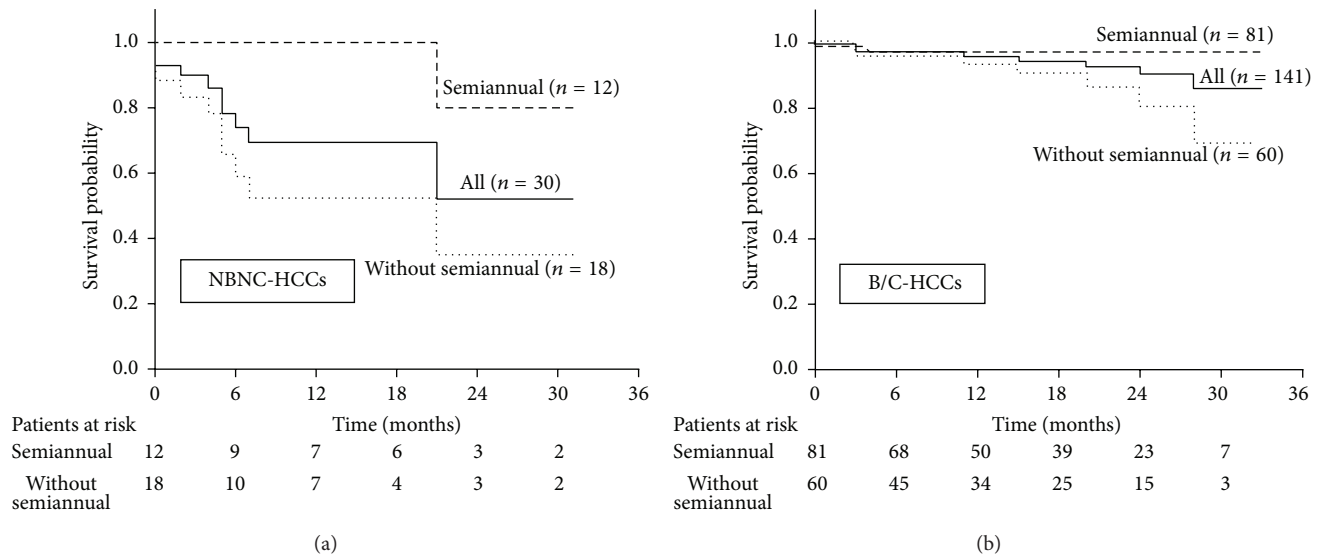 1.0
0.8
0.6
0.4
0.2
0.0
Survival probability
Semiannual (n = 12)
All (n = 30)
Without semiannual (n = 18)
NBNC-HCCs
0 6 12 18 24 30 36
Time (months)
Patients at risk
Semiannual 12 9 7 6 3 2
Without
semiannual 18 10 7 4 3 2
(a)
1.0
0.8
0.6
0.4
0.2
0.0
Survival probability
Semiannual (n = 81)
All (n = 141)
Without semiannual (n = 60)
B/C-HCCs
0 6 12 18 24 30 36
Time (months)
Patients at risk
Semiannual 81 68 50 39 23 7
Without
semiannual 60 45 34 25 15 3
(b)